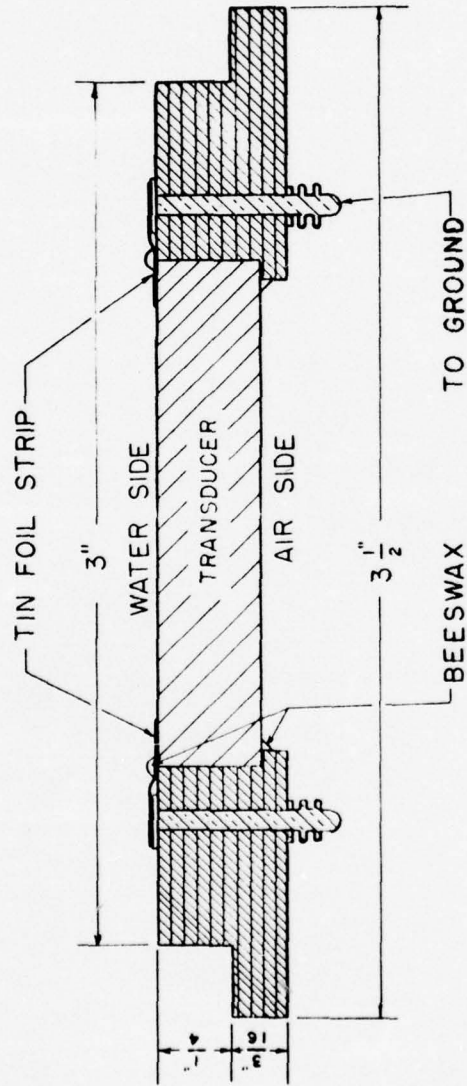 TIN FOIL STRIP
3"
WATER SIDE
TRANSDUCER
AIR SIDE
3 1/2"
BEESWAX
TO GROUND
1/4"
3/16"